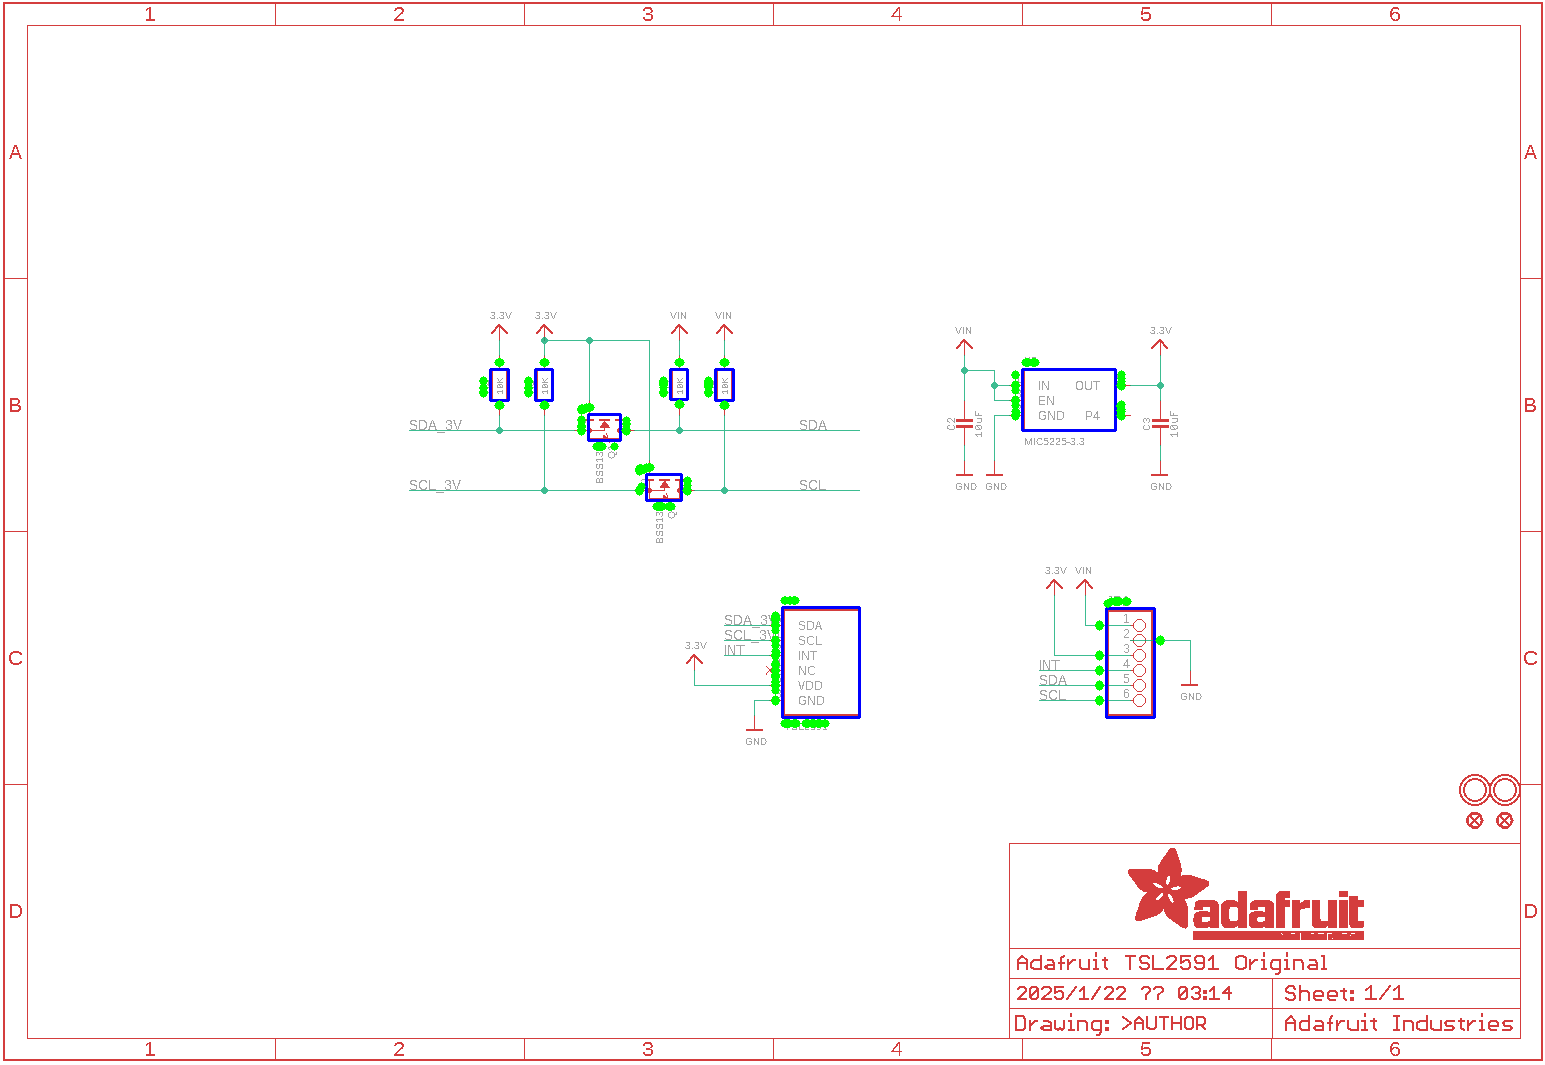 1 2 3 4 5 6
A A
3.3V 3.3V VIN VIN
VIN 3.3V
10K 10K 10K 10K
IN OUT
EN
GND P4
MIC5225-3.3
C2 10uF
C3 10uF
B B
SDA_3V SDA
SCL_3V SCL
GND GND GND
3.3V VIN
SDA_3V SDA
SCL_3V SCL
INT INT
NC
3.3V VDD
GND
GND
1
2
3
INT 4
SDA 5
SCL 6
GND
C C
D D
adafruit
Adafruit TSL2591 Original
2025/1/22 ?? 03:14 Sheet: 1/1
Drawing: >AUTHOR Adafruit Industries
1 2 3 4 5 6